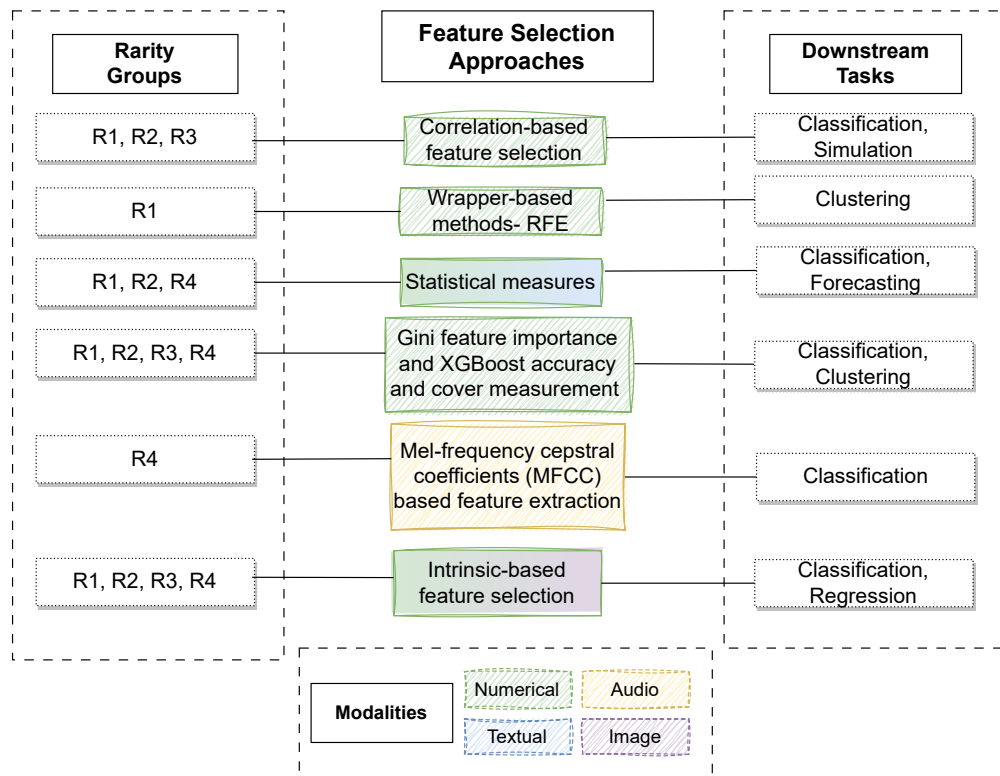 Rarity
Groups
Feature Selection
Approaches
Downstream
Tasks
R1, R2, R3
Correlation-based
feature selection
Classification,
Simulation
R1
Wrapper-based
methods- RFE
Clustering
R1, R2, R4
Statistical measures
Classification,
Forecasting
R1, R2, R3, R4
Gini feature importance
and XGBoost accuracy
and cover measurement
Classification,
Clustering
R4
Mel-frequency cepstral
coefficients (MFCC)
based feature extraction
Classification
R1, R2, R3, R4
Intrinsic-based
feature selection
Classification,
Regression
Modalities
Numerical
Audio
Textual
Image